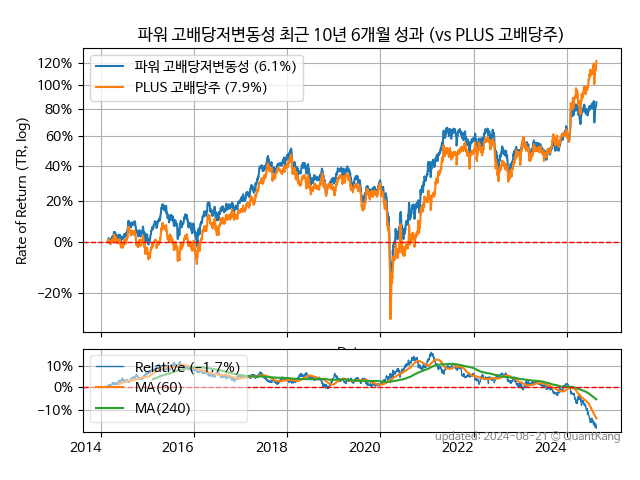 파워 고배당저변동성 최근 10년 6개월 성과 (vs PLUS 고배당주)
Rate of Return (TR, log)
120%
100%
80%
60%
40%
20%
0%
−20%
파워 고배당저변동성 (6.1%)
PLUS 고배당주 (7.9%)
10%
0%
−10%
Relative (−1.7%)
MA(60)
MA(240)
2014 2016 2018 2020 2022 2024
updated: 2024-08-21 © QuantKang